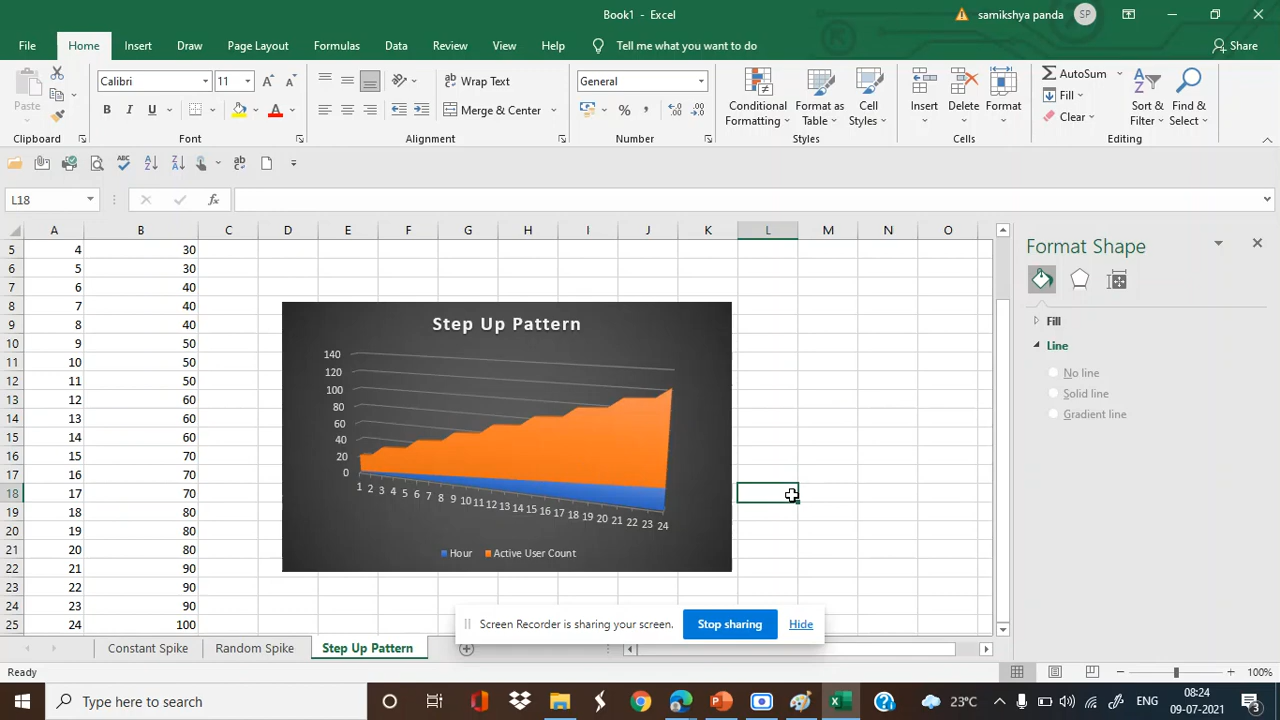 Book1 - Excel
samikshya panda
SP
File Home Insert Draw Page Layout Formulas Data Review View Help Tell me what you want to do Share
Paste
Calibri 11
B I U
Wrap Text
Merge & Center
General
Conditional Formatting
Format as Table
Cell Styles
Insert
Delete
Format
AutoSum
Fill
Clear
Sort & Filter
Find & Select
Clipboard Font Alignment Number Styles Cells Editing
L18
fx
A B C D E F G H I J K L M N O
5 4 30
6 5 30
7 6 40
8 7 40
9 8 40
10 9 50
11 10 50
12 11 50
13 12 60
14 13 60
15 14 60
16 15 70
17 16 70
18 17 70
19 18 80
20 19 80
21 20 80
22 21 90
23 22 90
24 23 90
25 24 100
Step Up Pattern
140
120
100
80
60
40
20
0
1 2 3 4 5 6 7 8 9 10 11 12 13 14 15 16 17 18 19 20 21 22 23 24
Hour Active User Count
Format Shape
Fill
Line
No line
Solid line
Gradient line
Screen Recorder is sharing your screen. Stop sharing Hide
Constant Spike Random Spike Step Up Pattern
Ready
100%
Type here to search
23°C
ENG
08:24
09-07-2021
3